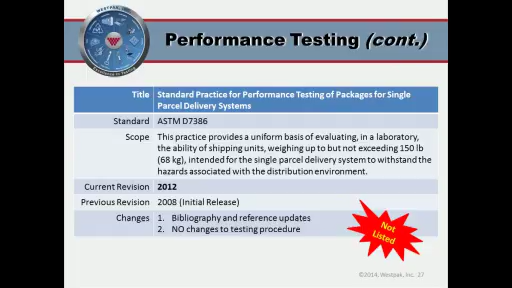 WESTPAK, INC.
Performance Testing (cont.)
Title Standard Practice for Performance Testing of Packages for Single
Parcel Delivery Systems
Standard ASTM D7386
Scope This practice provides a uniform basis of evaluating, in a laboratory,
the ability of shipping units, weighing up to but not exceeding 150 lb
(68 kg), intended for the single parcel delivery system to withstand the
hazards associated with the distribution environment.
Current Revision 2012
Previous Revision 2008 (Initial Release)
Changes 1. Bibliography and reference updates
2. NO changes to testing procedure
Not
Listed
©2014, Westpak, Inc. 27